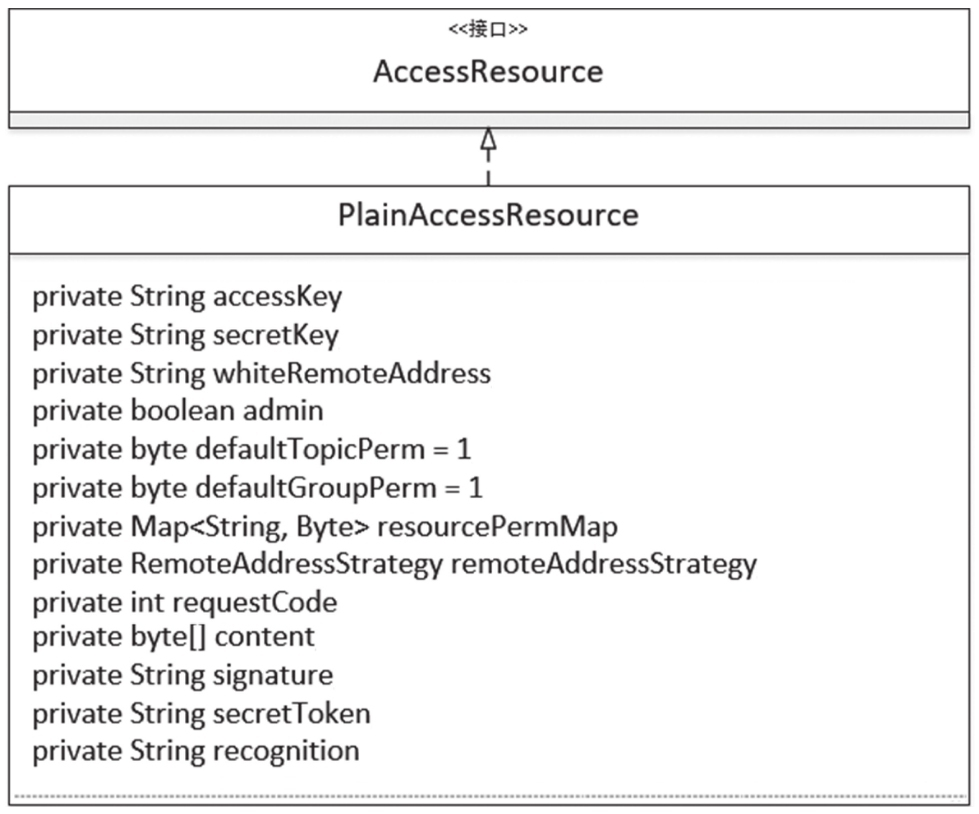 <<接口>>
AccessResource
PlainAccessResource
private String accessKey
private String secretKey
private String whiteRemoteAddress
private boolean admin
private byte defaultTopicPerm = 1
private byte defaultGroupPerm = 1
private Map<String, Byte> resourcePermMap
private RemoteAddressStrategy remoteAddressStrategy
private int requestCode
private byte[] content
private String signature
private String secretToken
private String recognition